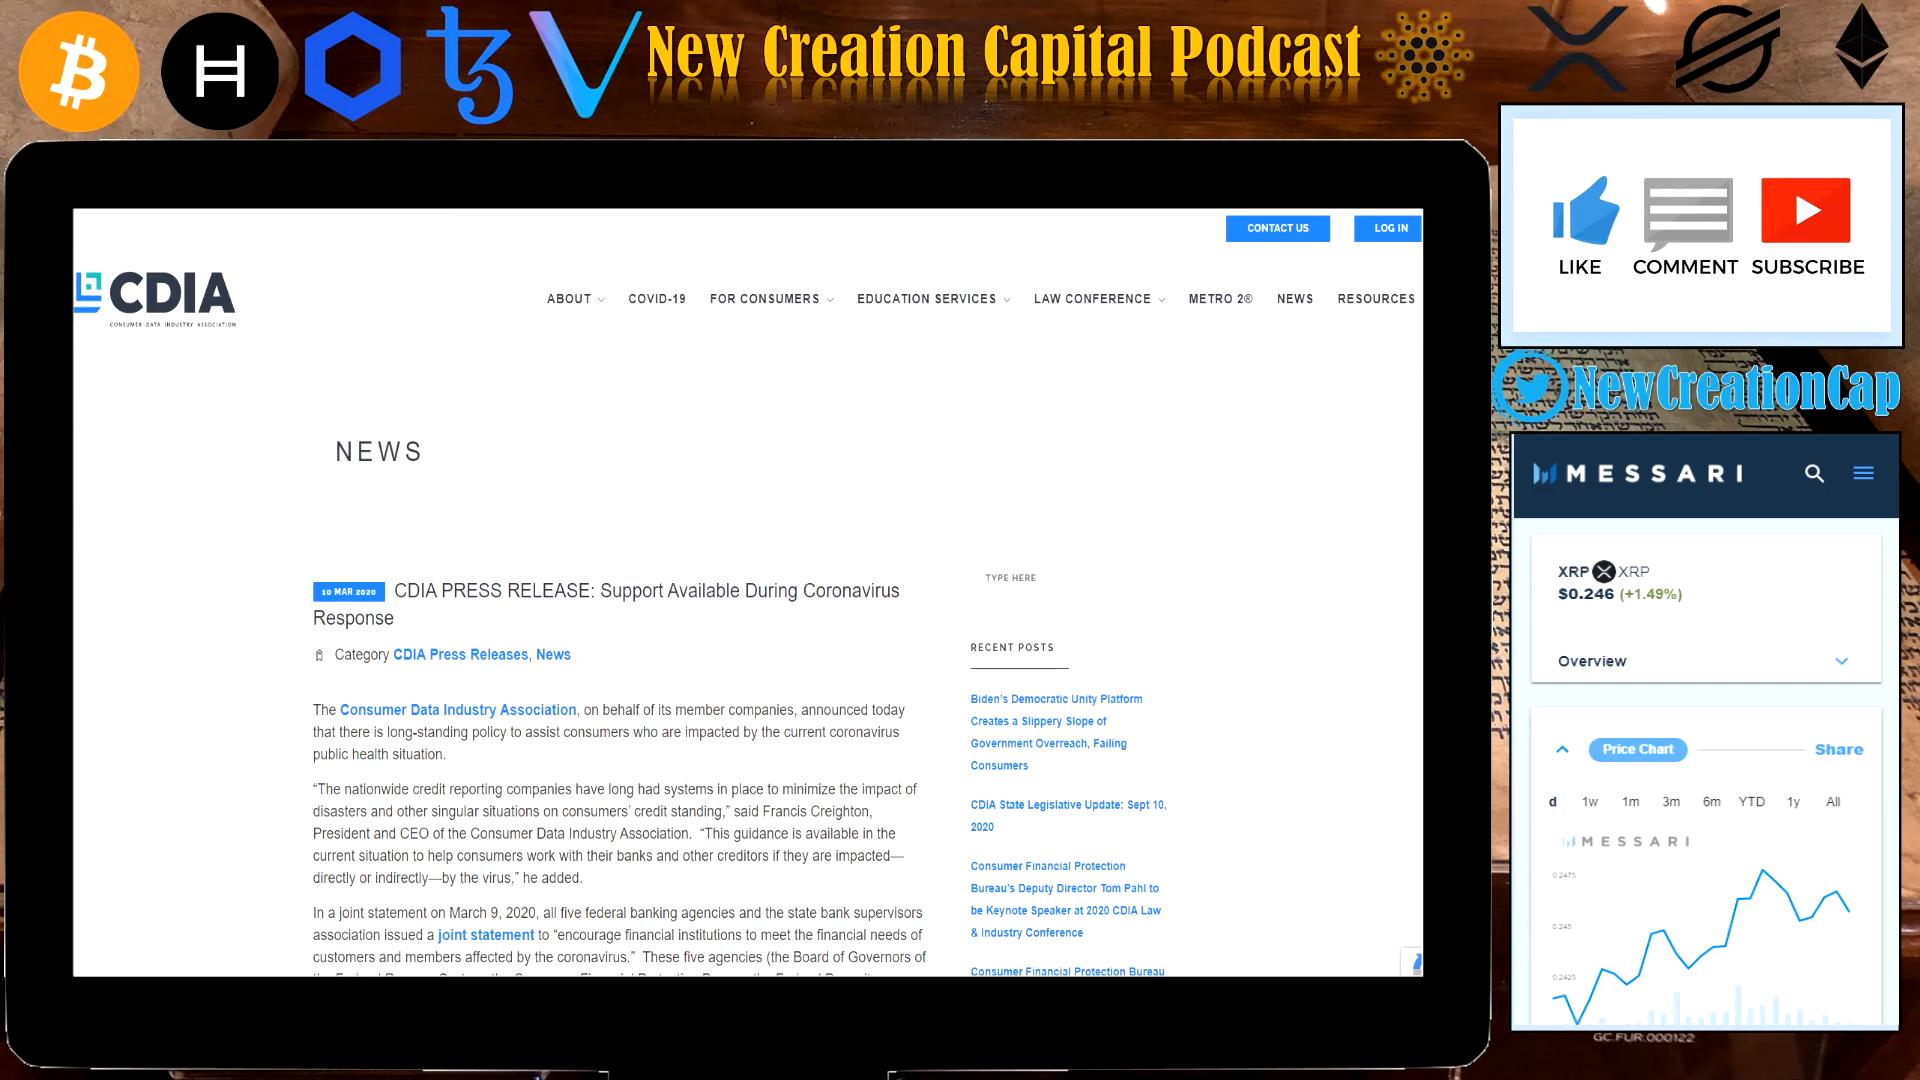 New Creation Capital Podcast
CONTACT US
LOG IN
CDIA
CONSUMER DATA INDUSTRY ASSOCIATION
ABOUT
COVID-19
FOR CONSUMERS
EDUCATION SERVICES
LAW CONFERENCE
METRO 2®
NEWS
RESOURCES
NEWS
10 MAR 2020 CDIA PRESS RELEASE: Support Available During Coronavirus
Response
Category CDIA Press Releases, News
The Consumer Data Industry Association, on behalf of its member companies, announced today
that there is long-standing policy to assist consumers who are impacted by the current coronavirus
public health situation.
“The nationwide credit reporting companies have long had systems in place to minimize the impact of
disasters and other singular situations on consumers’ credit standing,” said Francis Creighton,
President and CEO of the Consumer Data Industry Association.  “This guidance is available in the
current situation to help consumers work with their banks and other creditors if they are impacted—
directly or indirectly—by the virus,” he added.
In a joint statement on March 9, 2020, all five federal banking agencies and the state bank supervisors
association issued a joint statement to “encourage financial institutions to meet the financial needs of
customers and members affected by the coronavirus.”  These five agencies (the Board of Governors of
TYPE HERE
RECENT POSTS
Biden’s Democratic Unity Platform
Creates a Slippery Slope of
Government Overreach, Failing
Consumers
CDIA State Legislative Update: Sept 10,
2020
Consumer Financial Protection
Bureau’s Deputy Director Tom Pahl to
be Keynote Speaker at 2020 CDIA Law
& Industry Conference
Consumer Financial Protection Bureau
LIKE
COMMENT
SUBSCRIBE
NewCreationCap
MESSARI
XRP XRP
$0.246 (+1.49%)
Overview
Price Chart
Share
d 1w 1m 3m 6m YTD 1y All
MESSARI
0.2475
0.245
0.2425
GC.FUR.000122